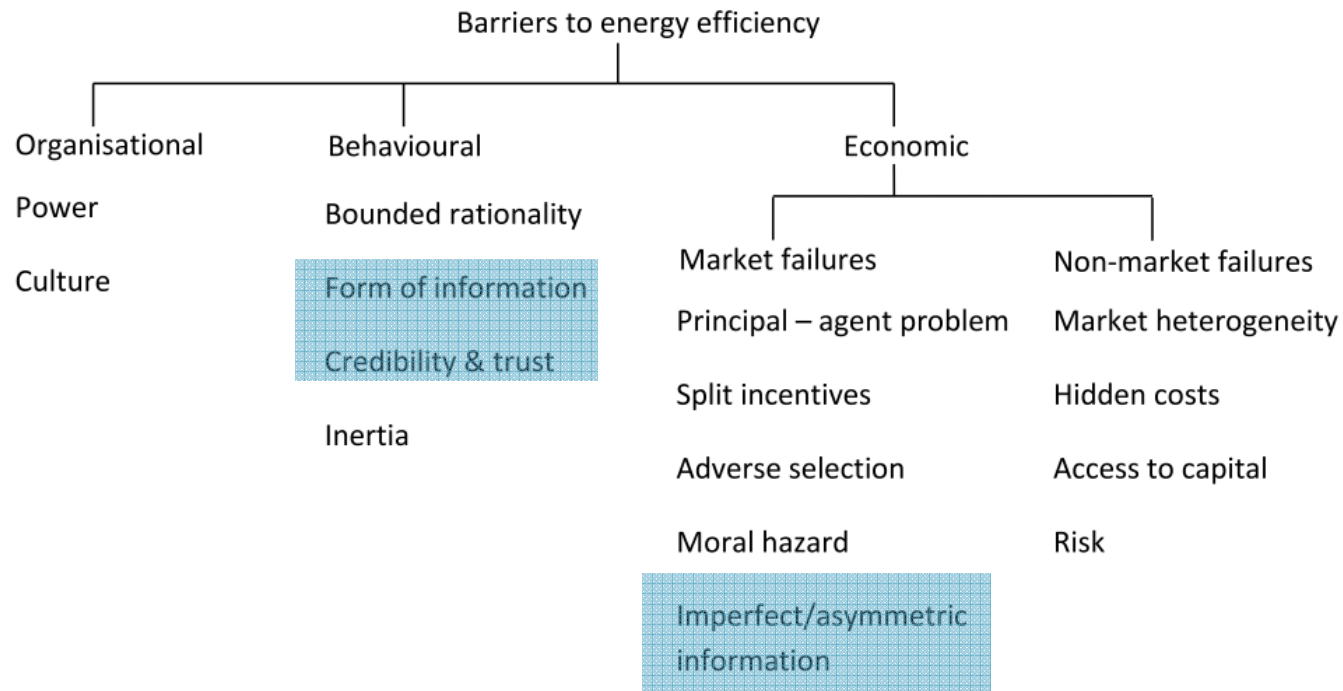 Barriers to energy efficiency
Organisational
Power
Culture
Behavioural
Bounded rationality
Form of information
Credibility & trust
Inertia
Economic
Market failures
Principal – agent problem
Split incentives
Adverse selection
Moral hazard
Imperfect/asymmetric
information
Non-market failures
Market heterogeneity
Hidden costs
Access to capital
Risk